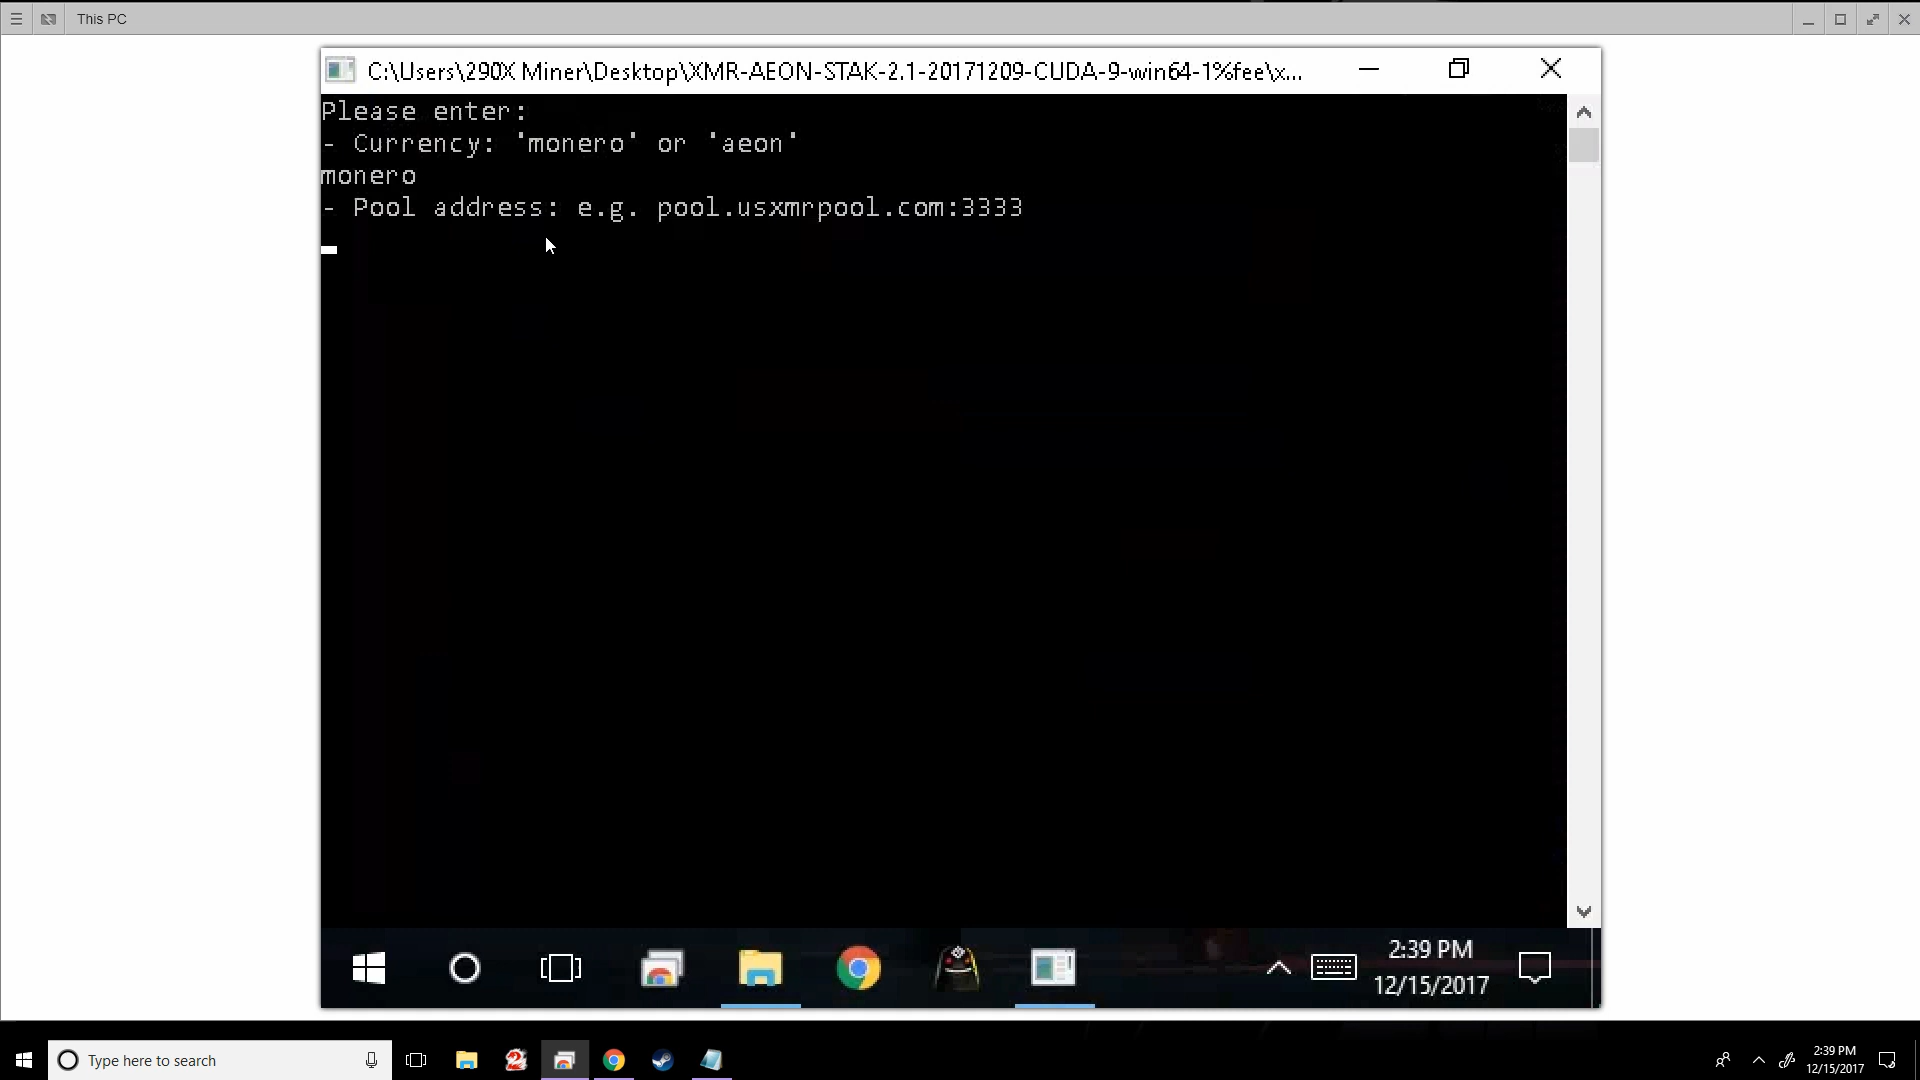 This PC
C:\Users\290X Miner\Desktop\XMR-AEON-STAK-2.1-20171209-CUDA-9-win64-1%fee\x...
Please enter:
- Currency: 'monero' or 'aeon'
monero
- Pool address: e.g. pool.usxmrpool.com:3333
2:39 PM
12/15/2017
Type here to search
2:39 PM
12/15/2017